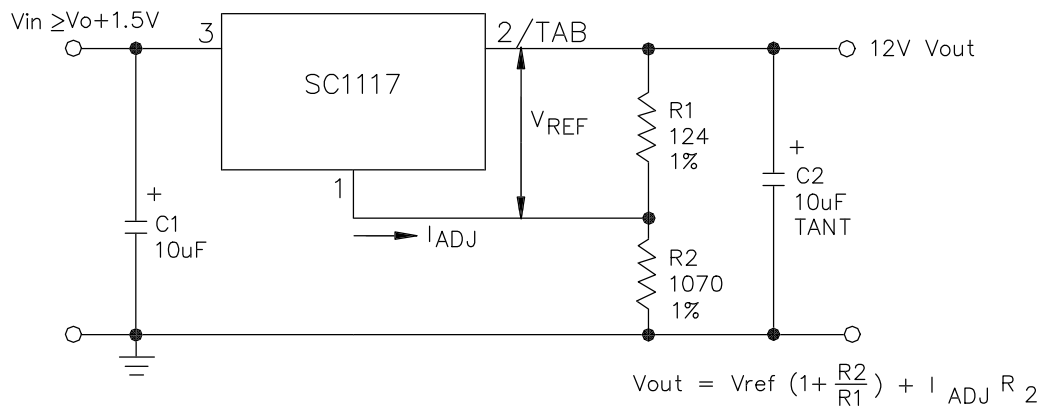 Vin ≥Vo+1.5V
3
2/TAB
12V Vout
SC1117
VREF
R1
124
1%
+
C2
10uF
TANT
1
+
C1
10uF
IADJ
R2
1070
1%
Vout = Vref (1+ R2/R1) + I ADJ R 2